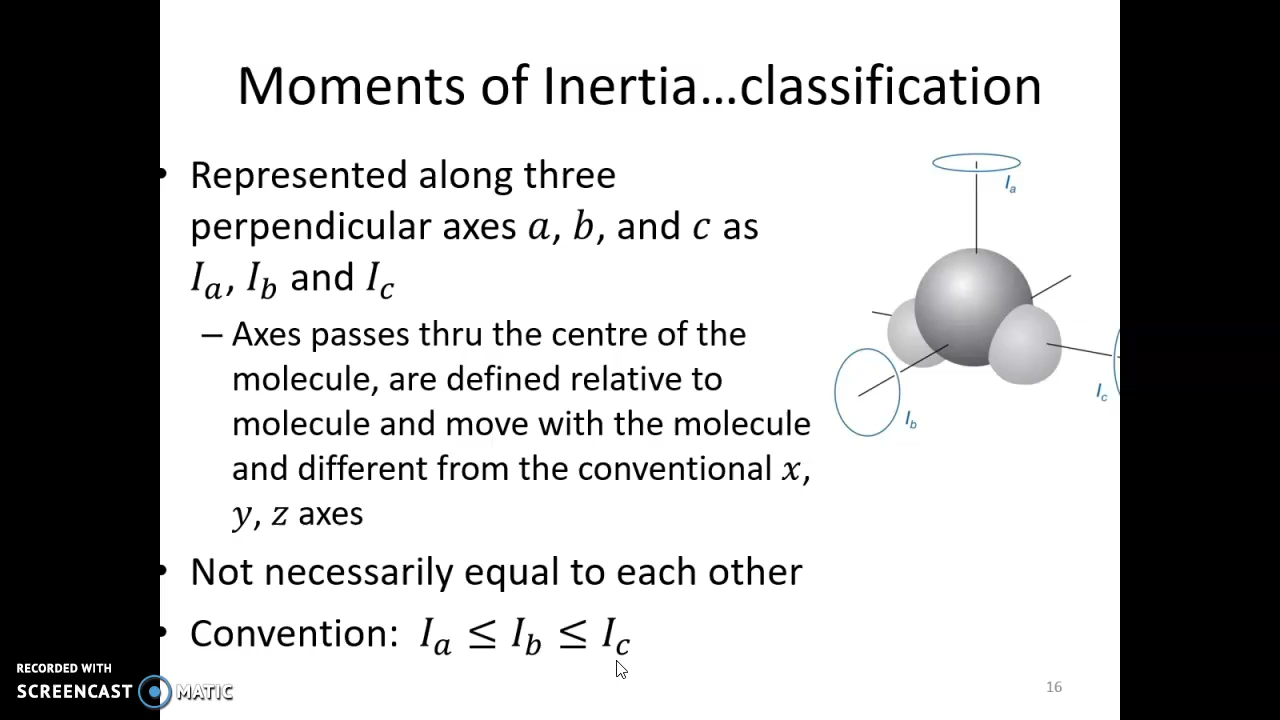 Moments of Inertia…classification
• Represented along three
perpendicular axes a, b, and c as
Iₐ, I_b and I_c
– Axes passes thru the centre of the
molecule, are defined relative to
molecule and move with the molecule
and different from the conventional x,
y, z axes
• Not necessarily equal to each other
• Convention: Iₐ ≤ I_b ≤ I_c
Iₐ
I_b
I_c
16
RECORDED WITH
SCREENCAST MATIC